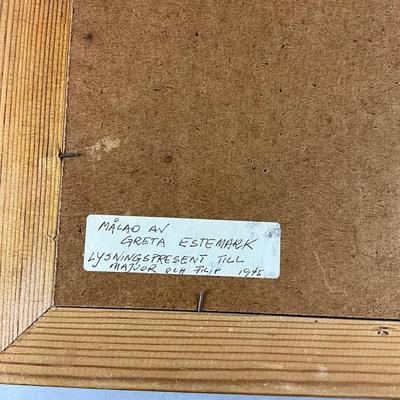 MÅLAD AV
GRETA ESTEMARK
LYSNINGSPRESENT TILL
MAJVOR OCH FILIP 1945